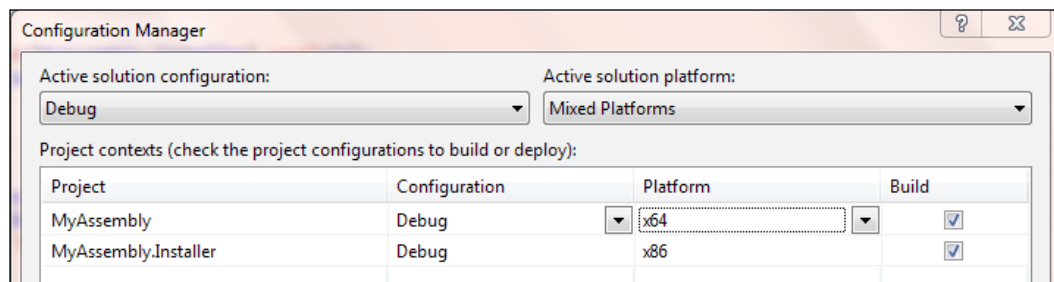 Configuration Manager
Active solution configuration: Active solution platform:
Debug Mixed Platforms
Project contexts (check the project configurations to build or deploy):
Project Configuration Platform Build
MyAssembly Debug x64
MyAssembly.Installer Debug x86